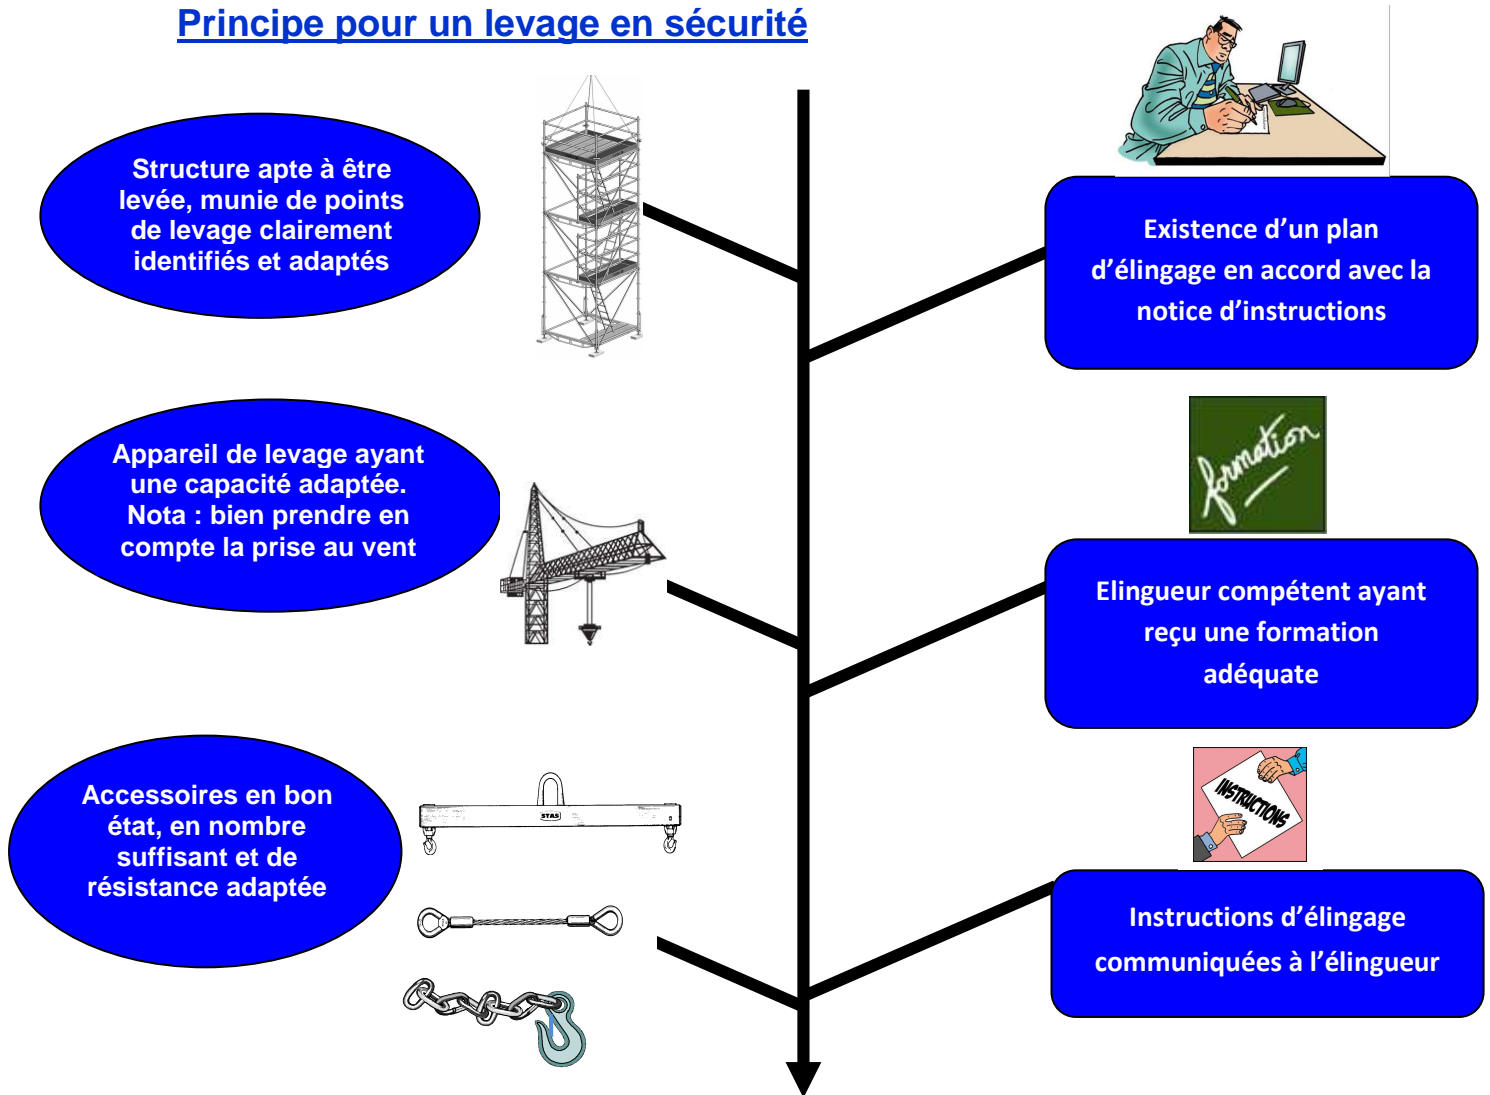 Principe pour un levage en sécurité
Structure apte à être
levée, munie de points
de levage clairement
identifiés et adaptés
Existence d’un plan
d’élingage en accord avec la
notice d’instructions
Appareil de levage ayant
une capacité adaptée.
Nota : bien prendre en
compte la prise au vent
formation
Elingueur compétent ayant
reçu une formation
adéquate
Accessoires en bon
état, en nombre
suffisant et de
résistance adaptée
STAS
INSTRUCTIONS
Instructions d’élingage
communiquées à l’élingueur